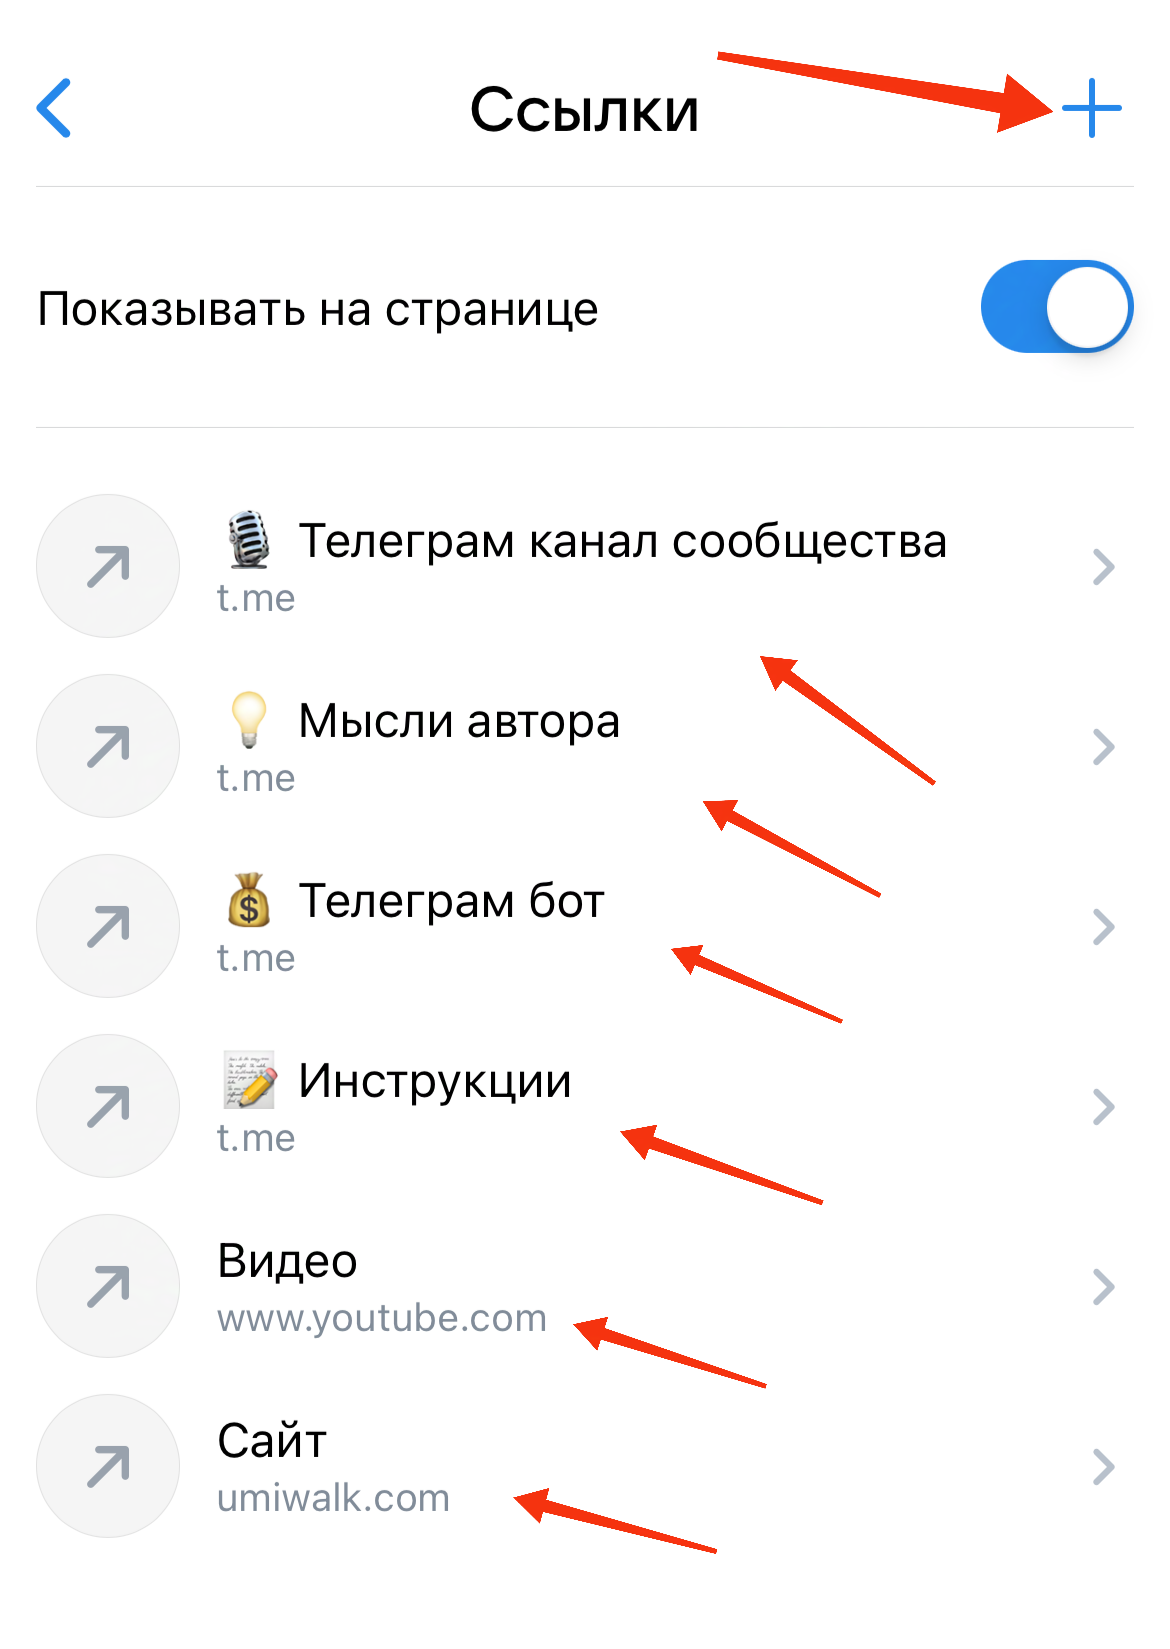 Ссылки
Показывать на странице
Телеграм канал сообщества
t.me
Мысли автора
t.me
Телеграм бот
t.me
Инструкции
t.me
Видео
www.youtube.com
Сайт
umiwalk.com